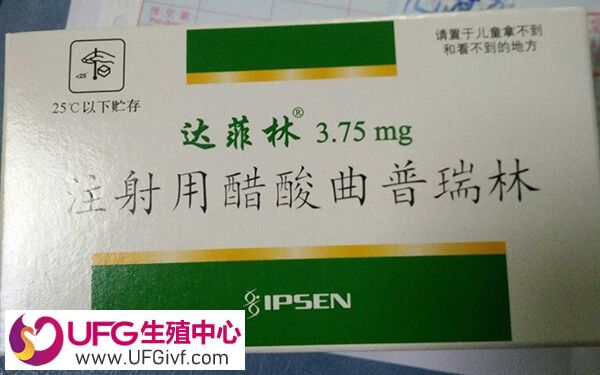 请置于儿童拿不到
和看不到的地方
<25
25℃以下贮存
达菲林® 3.75 mg
注射用醋酸曲普瑞林
IPSEN
UFG生殖中心
www.UFGivf.com